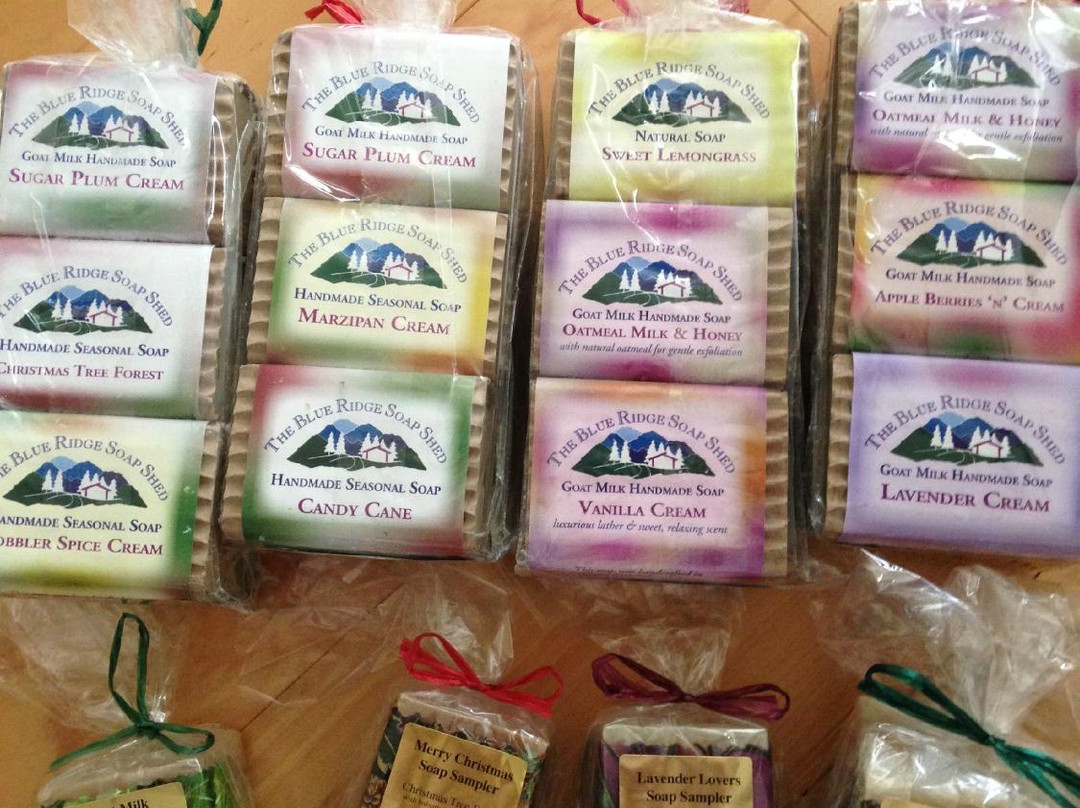 The Blue Ridge Soap Shed
Goat Milk Handmade Soap
Sugar Plum Cream
The Blue Ridge Soap Shed
Handmade Seasonal Soap
Christmas Tree Forest
The Blue Ridge Soap Shed
andmade Seasonal Soap
obbler Spice Cream
The Blue Ridge Soap Shed
Goat Milk Handmade Soap
Sugar Plum Cream
The Blue Ridge Soap Shed
Handmade Seasonal Soap
Marzipan Cream
The Blue Ridge Soap Shed
Handmade Seasonal Soap
Candy Cane
The Blue Ridge Soap Shed
Natural Soap
Sweet Lemongrass
The Blue Ridge Soap Shed
Goat Milk Handmade Soap
Oatmeal Milk & Honey
with natural oatmeal for gentle exfoliation
The Blue Ridge Soap Shed
Goat Milk Handmade Soap
Vanilla Cream
luxurious lather & sweet, relaxing scent
The Blue Ridge Soap Shed
Goat Milk Handmade Soap
Oatmeal Milk & Honey
with natural gentle exfoliation
The Blue Ridge Soap Shed
Goat Milk Handmade Soap
Apple Berries 'n' Cream
The Blue Ridge Soap Shed
Goat Milk Handmade Soap
Lavender Cream
Milk
Merry Christmas
Soap Sampler
Christmas Tree
Lavender Lovers
Soap Sampler